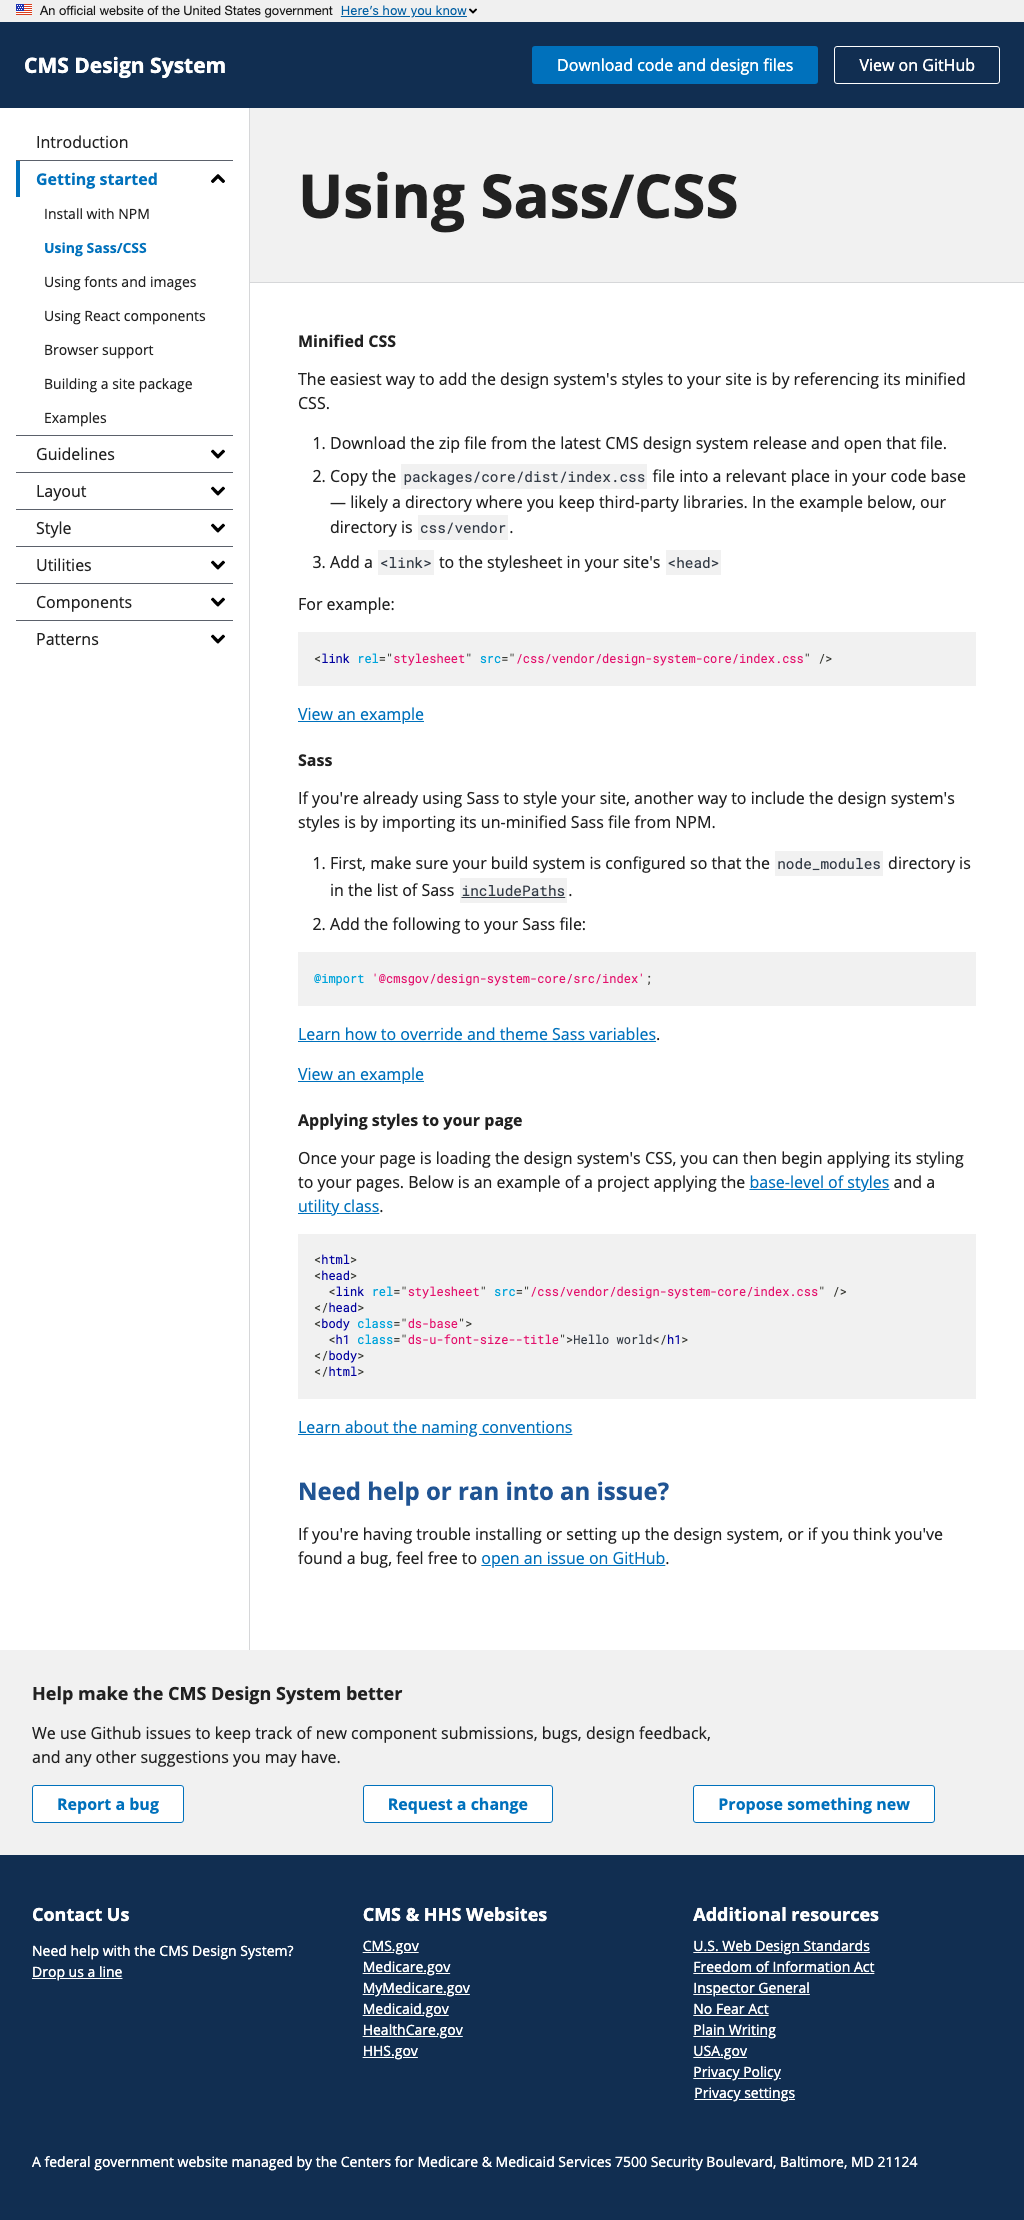 An official website of the United States government Here's how you know
CMS Design System
Download code and design files
View on GitHub
Introduction
Getting started
Install with NPM
Using Sass/CSS
Using fonts and images
Using React components
Browser support
Building a site package
Examples
Guidelines
Layout
Style
Utilities
Components
Patterns
Using Sass/CSS
Minified CSS
The easiest way to add the design system's styles to your site is by referencing its minified
CSS.
1. Download the zip file from the latest CMS design system release and open that file.
2. Copy the packages/core/dist/index.css file into a relevant place in your code base
— likely a directory where you keep third-party libraries. In the example below, our
directory is css/vendor.
3. Add a <link> to the stylesheet in your site's <head>
For example:
<link rel="stylesheet" src="/css/vendor/design-system-core/index.css" />
View an example
Sass
If you're already using Sass to style your site, another way to include the design system's
styles is by importing its un-minified Sass file from NPM.
1. First, make sure your build system is configured so that the node_modules directory is
in the list of Sass includePaths.
2. Add the following to your Sass file:
@import '@cmsgov/design-system-core/src/index';
Learn how to override and theme Sass variables.
View an example
Applying styles to your page
Once your page is loading the design system's CSS, you can then begin applying its styling
to your pages. Below is an example of a project applying the base-level of styles and a
utility class.
<html>
<head>
  <link rel="stylesheet" src="/css/vendor/design-system-core/index.css" />
</head>
<body class="ds-base">
  <h1 class="ds-u-font-size--title">Hello world</h1>
</body>
</html>
Learn about the naming conventions
Need help or ran into an issue?
If you're having trouble installing or setting up the design system, or if you think you've
found a bug, feel free to open an issue on GitHub.
Help make the CMS Design System better
We use Github issues to keep track of new component submissions, bugs, design feedback,
and any other suggestions you may have.
Report a bug
Request a change
Propose something new
Contact Us
Need help with the CMS Design System?
Drop us a line
CMS & HHS Websites
CMS.gov
Medicare.gov
MyMedicare.gov
Medicaid.gov
HealthCare.gov
HHS.gov
Additional resources
U.S. Web Design Standards
Freedom of Information Act
Inspector General
No Fear Act
Plain Writing
USA.gov
Privacy Policy
Privacy settings
A federal government website managed by the Centers for Medicare & Medicaid Services 7500 Security Boulevard, Baltimore, MD 21124